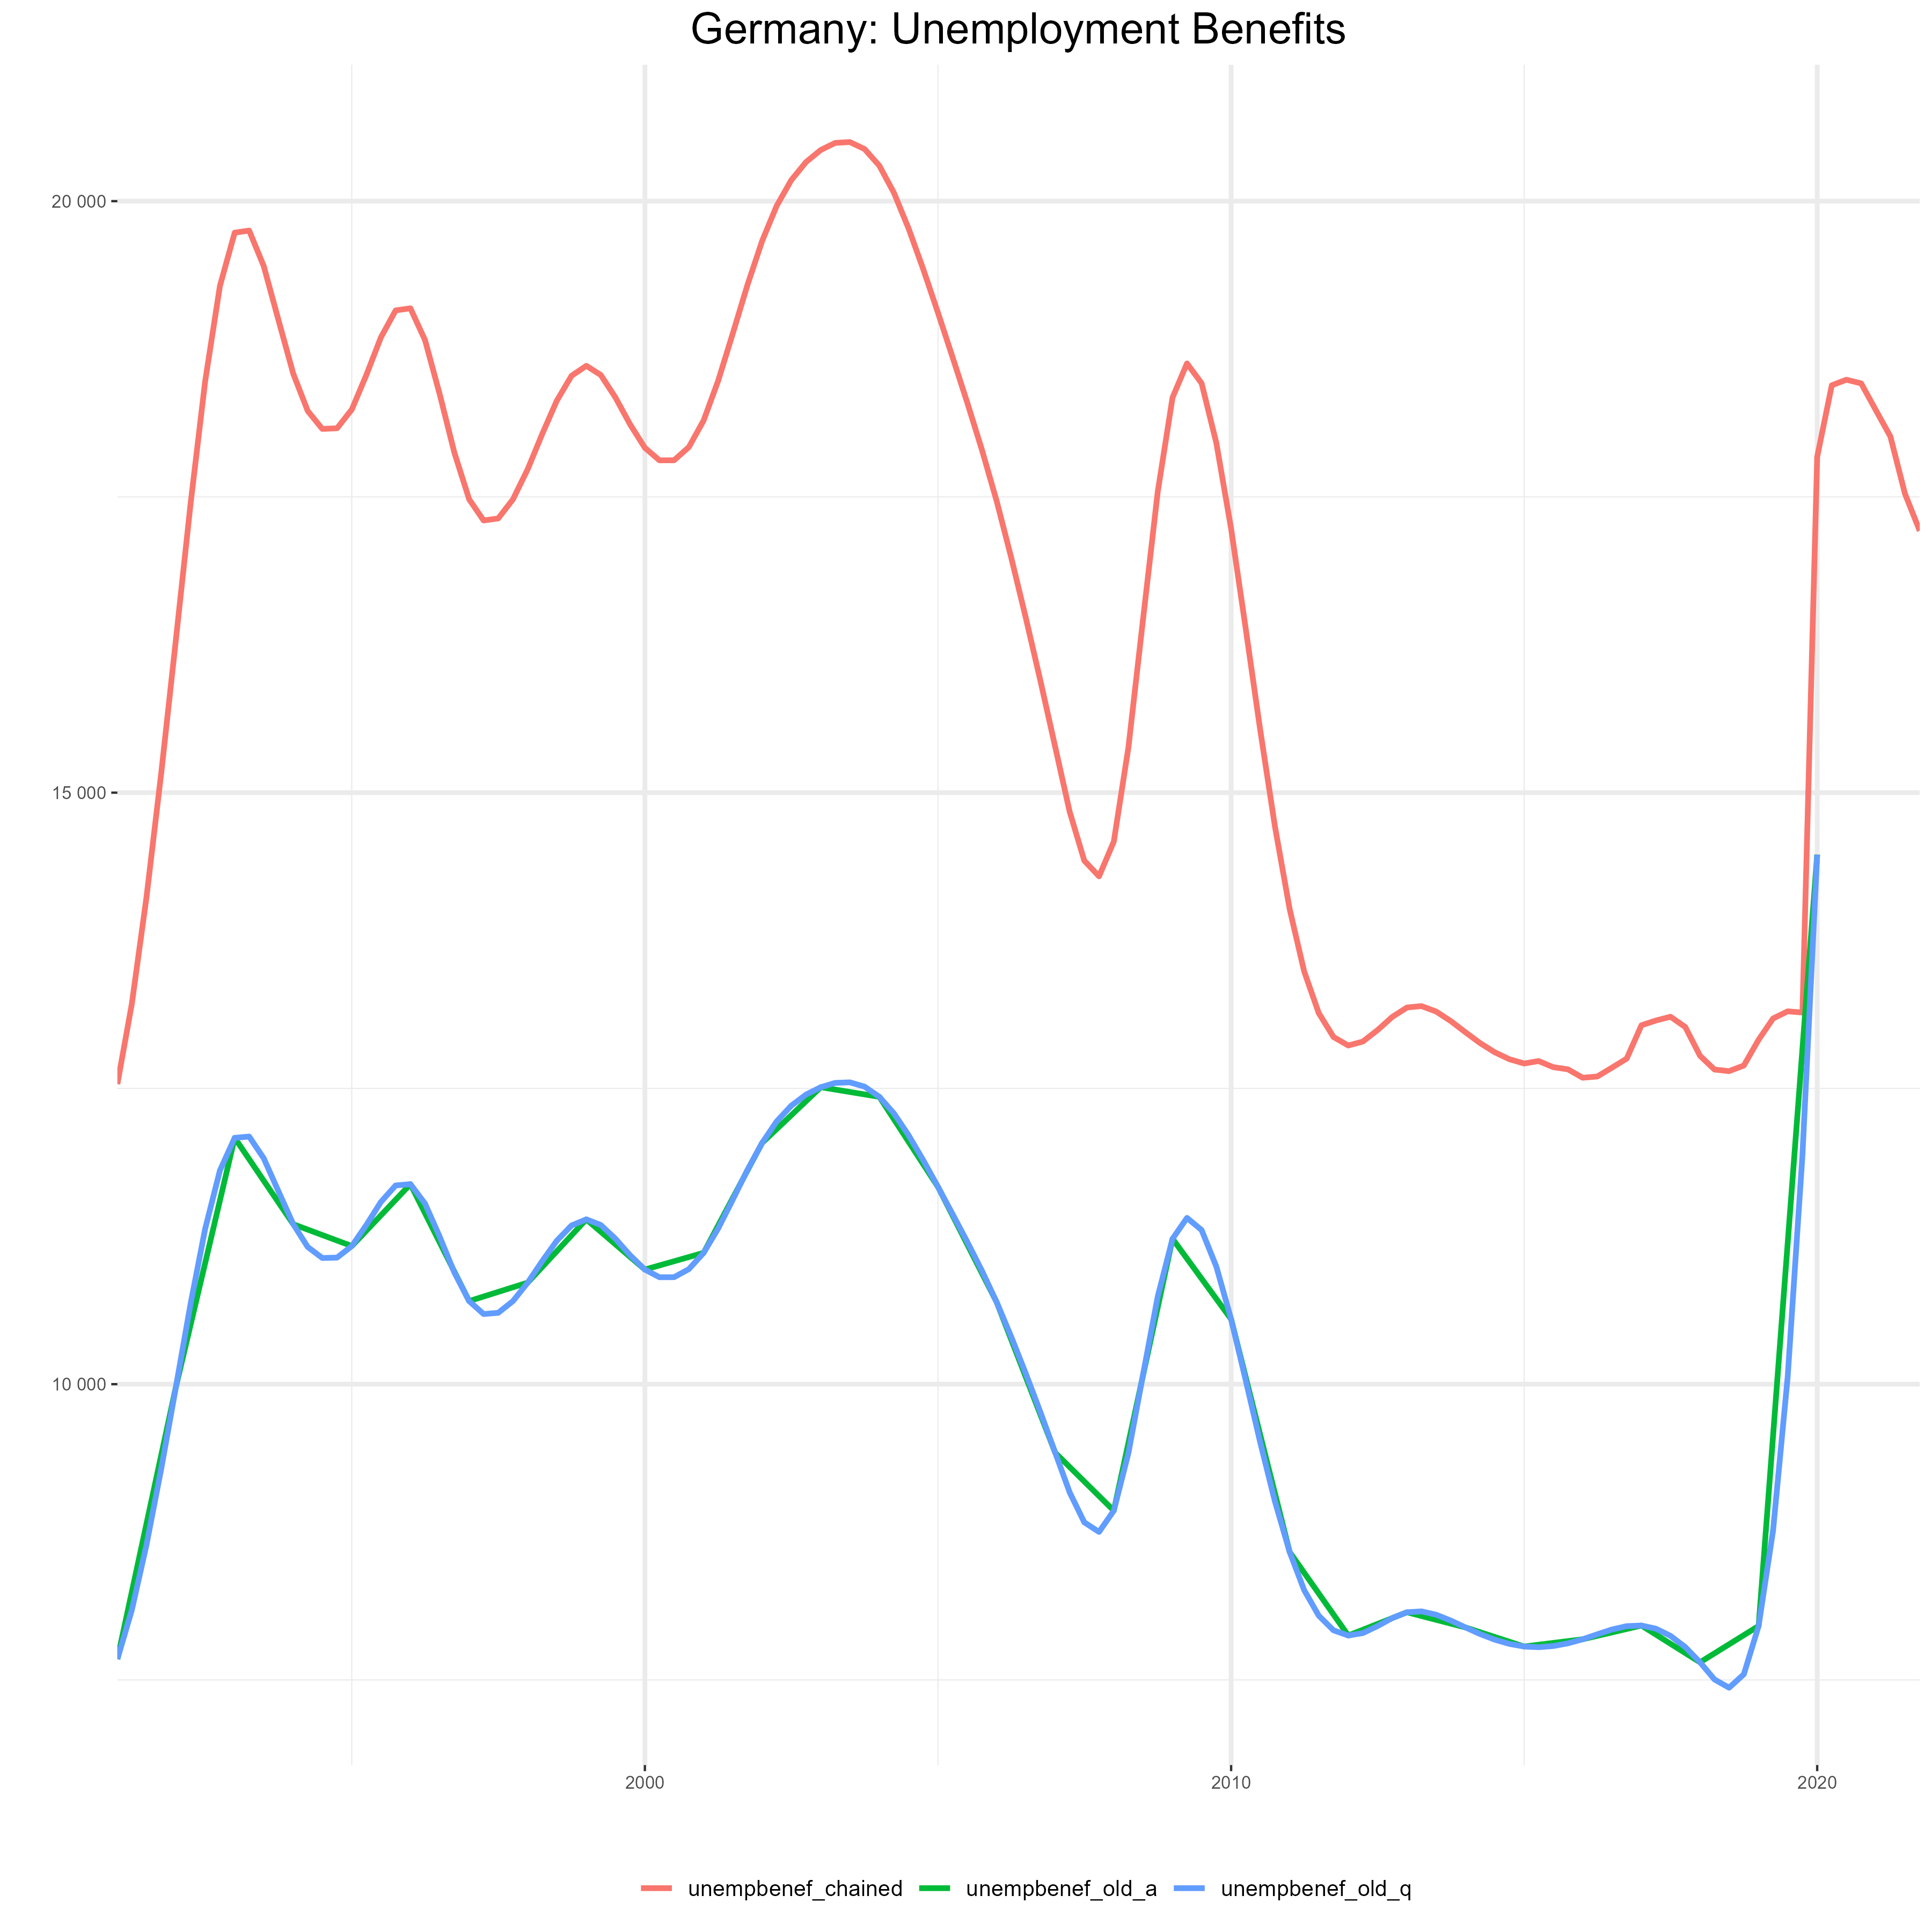 Germany: Unemployment Benefits
20 000
15 000
10 000
2000 2010 2020
unempbenef_chained unempbenef_old_a unempbenef_old_q